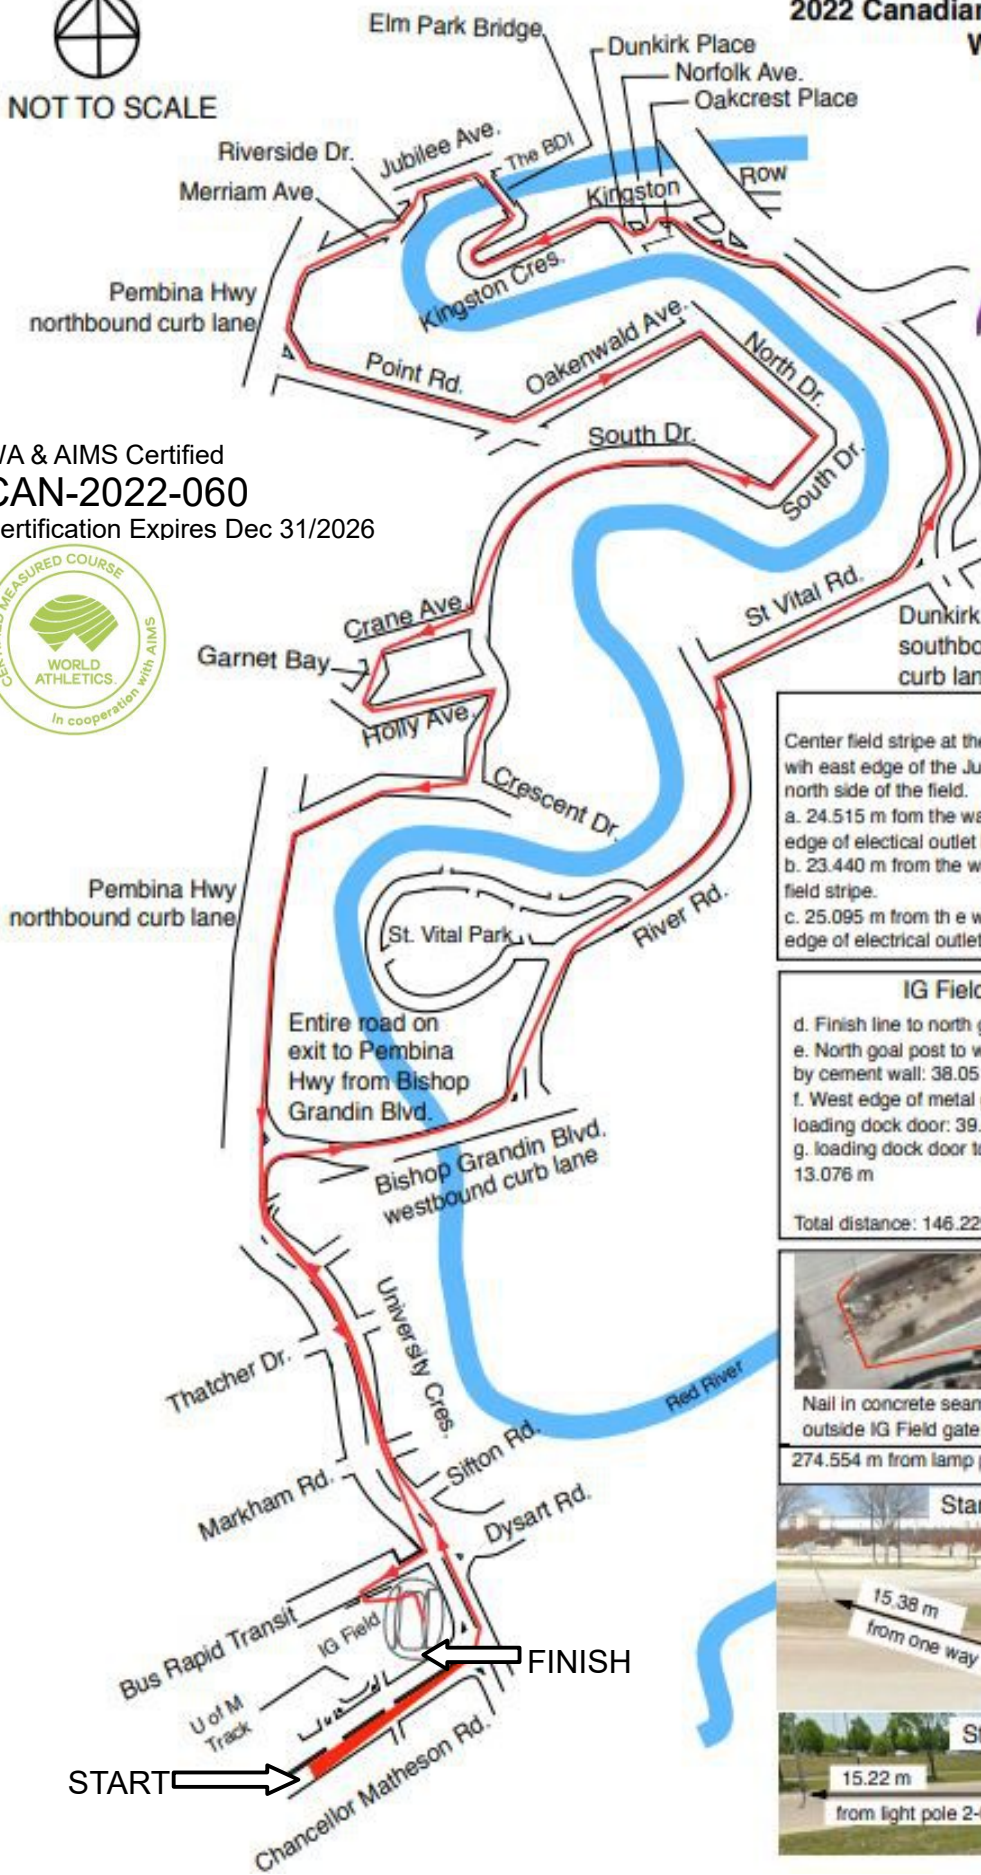 2022 Canadian
W
NOT TO SCALE
Elm Park Bridge
Dunkirk Place
Norfolk Ave.
Oakcrest Place
Riverside Dr.
Jubilee Ave.
The BDI
Merriam Ave
Kingston
Row
Pembina Hwy
northbound curb lane
Kingston Cres.
Point Rd.
Oakenwald Ave.
North Dr.
South Dr.
South Dr.
/A & AIMS Certified
CAN-2022-060
ertification Expires Dec 31/2026
MEASURED COURSE
WORLD
ATHLETICS.
In cooperation with AIMS
Crane Ave.
Garnet Bay
Holly Ave.
St Vital Rd.
Dunkirk
southbo
curb lan
Crescent Dr.
Pembina Hwy
northbound curb lane
St. Vital Park
River Rd.
Center field stripe at the
wih east edge of the Ju
north side of the field.
a. 24.515 m fom the wa
edge of electical outlet
b. 23.440 m from the w
field stripe.
c. 25.095 m from th e w
edge of electrical outlet
Entire road on
exit to Pembina
Hwy from Bishop
Grandin Blvd.
IG Field
d. Finish line to north g
e. North goal post to w
by cement wall: 38.05
f. West edge of metal
loading dock door: 39.
g. loading dock door to
13.076 m
Total distance: 146.22
Bishop Grandin Blvd.
westbound curb lane
University Cres.
Thatcher Dr.
Red River
Nail in concrete sean
outside IG Field gate
274.554 m from lamp
Sifton Rd.
Markham Rd.
Dysart Rd.
Star
15.38 m
from one way
Bus Rapid Transit
IG Field
FINISH
U of M
Track
START
Chancellor Matheson Rd.
St
15.22 m
from light pole 2-